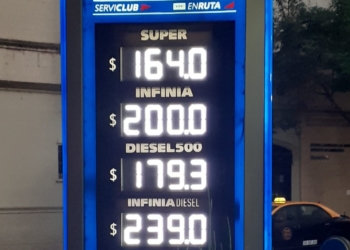 SERVICLUB ENRUTA
SUPER
$ 164.0
INFINIA
$ 200.0
DIESEL500
$ 179.3
INFINIA DIESEL
$ 239.0